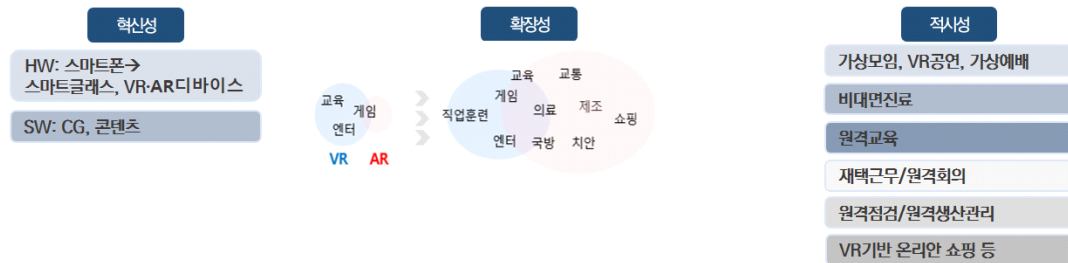 혁신성
HW: 스마트폰→
스마트글래스, VR·AR디바이스
SW: CG, 콘텐츠
확장성
교육
게임
엔터
VR AR
교육 교통
게임
직업훈련 의료 제조 쇼핑
엔터 국방 치안
적시성
가상모임, VR공연, 가상예배
비대면진료
원격교육
재택근무/원격회의
원격점검/원격생산관리
VR기반 온리안 쇼핑 등